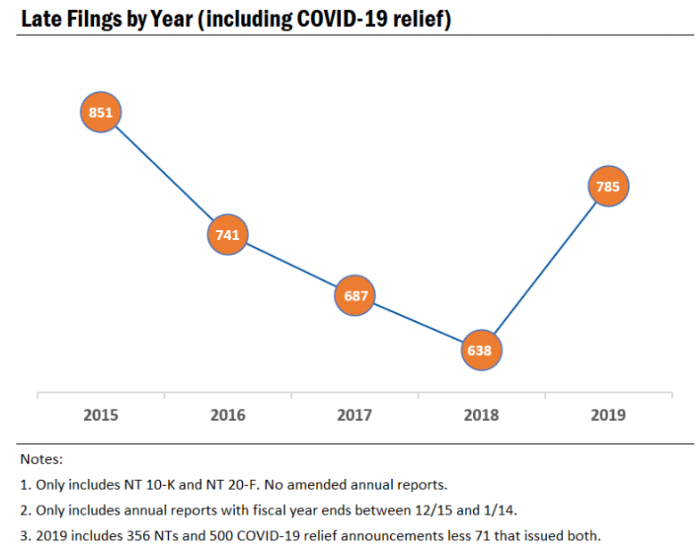 Late Filngs by Year (including COVID-19 relief)
851
785
741
687
638
2015 2016 2017 2018 2019
Notes:
1. Only includes NT 10-K and NT 20-F. No amended annual reports.
2. Only includes annual reports with fiscal year ends between 12/15 and 1/14.
3. 2019 includes 356 NTs and 500 COVID-19 relief announcements less 71 that issued both.